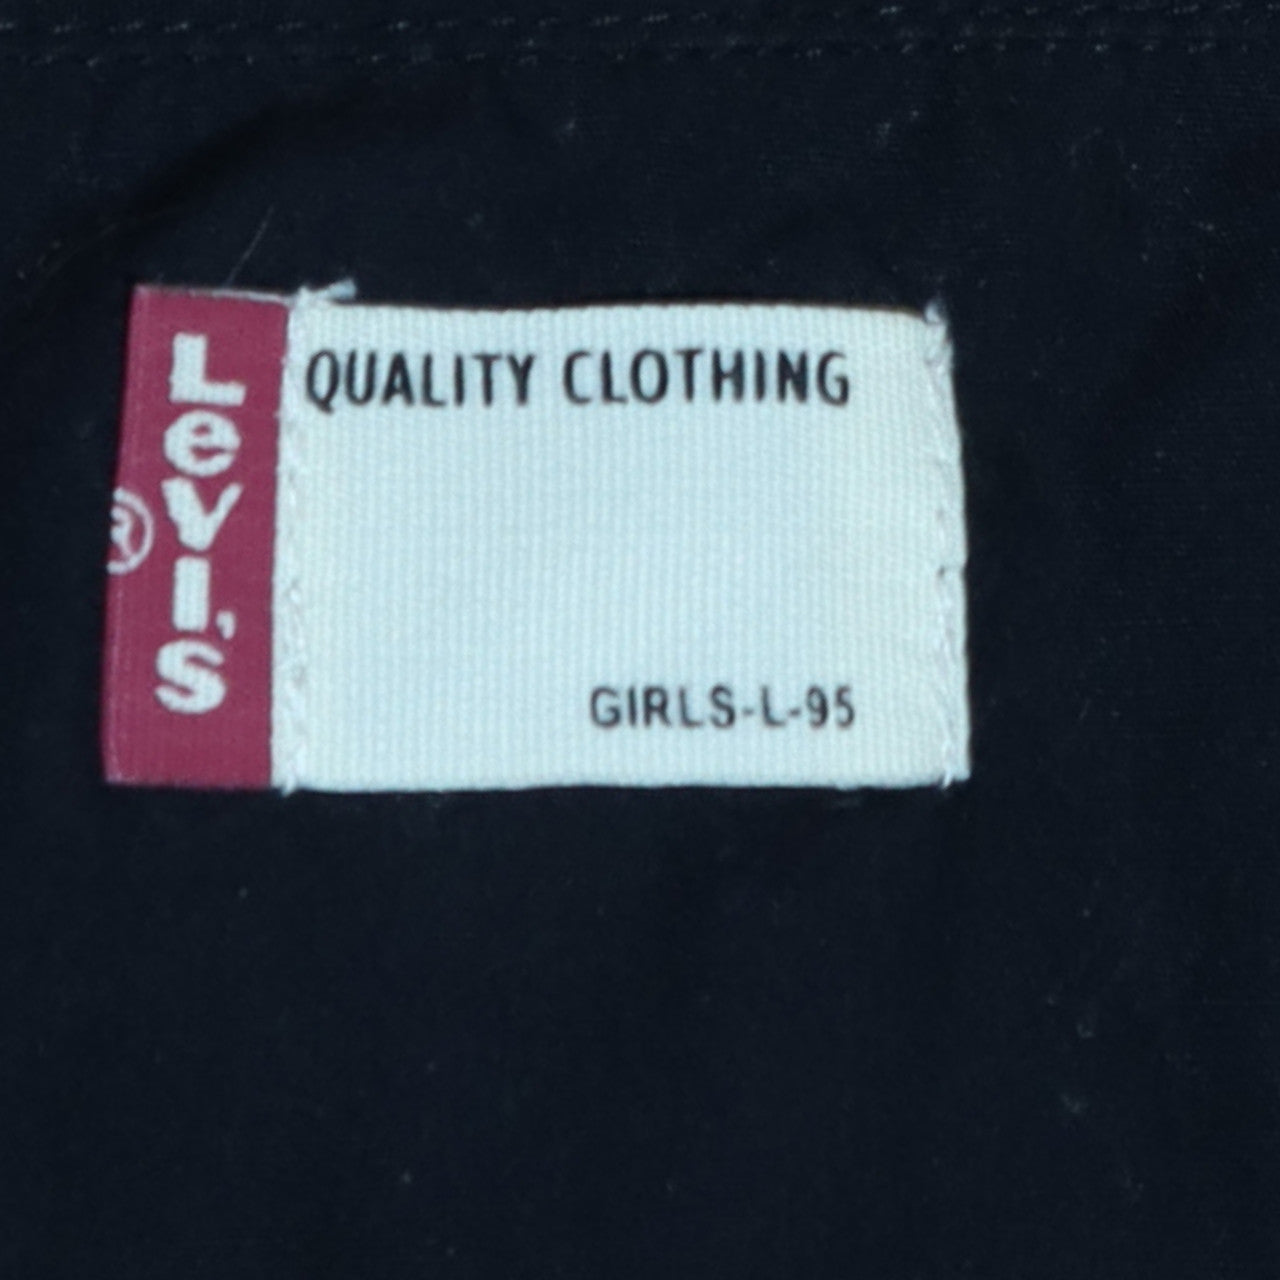 Levi's
®
QUALITY CLOTHING
GIRLS-L-95